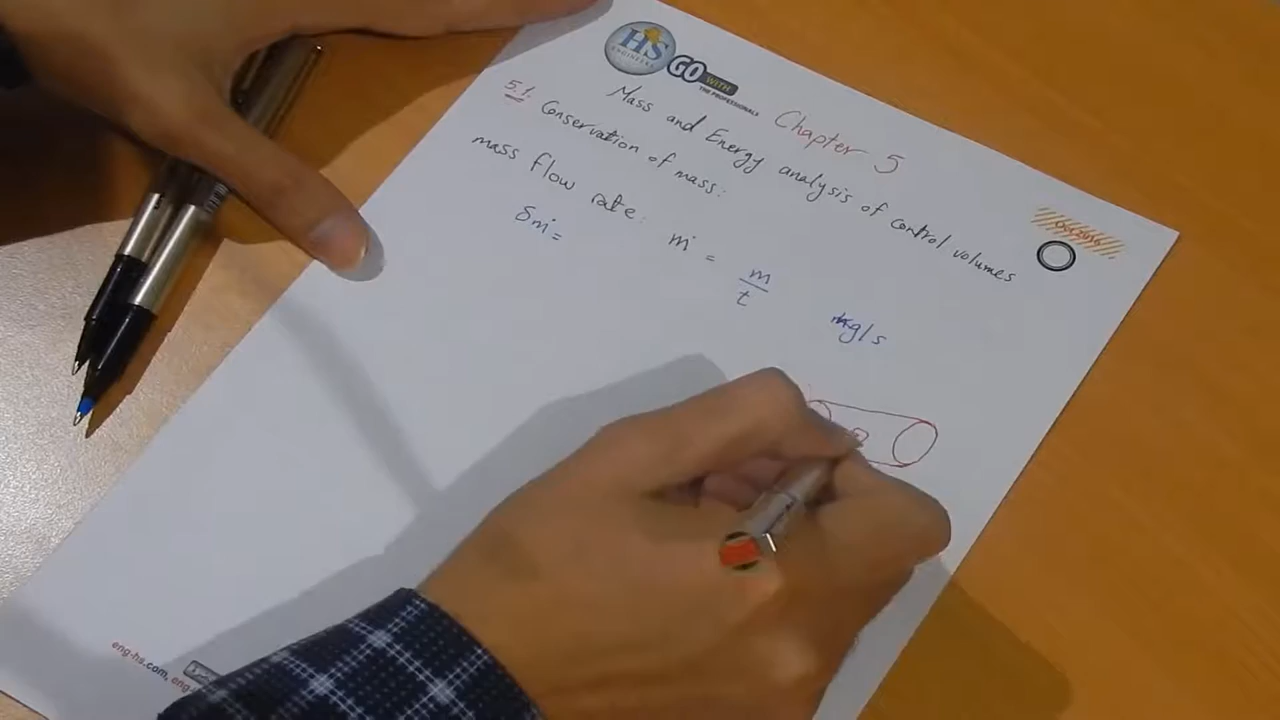 HS
ENGINEERS
GO WITH
THE PROFESSIONALS
Chapter 5
Mass and Energy analysis of control volumes
5.1. Conservation of mass:
mass flow rate: ṁ = m/t kg/s
δṁ =
eng-hs.com,